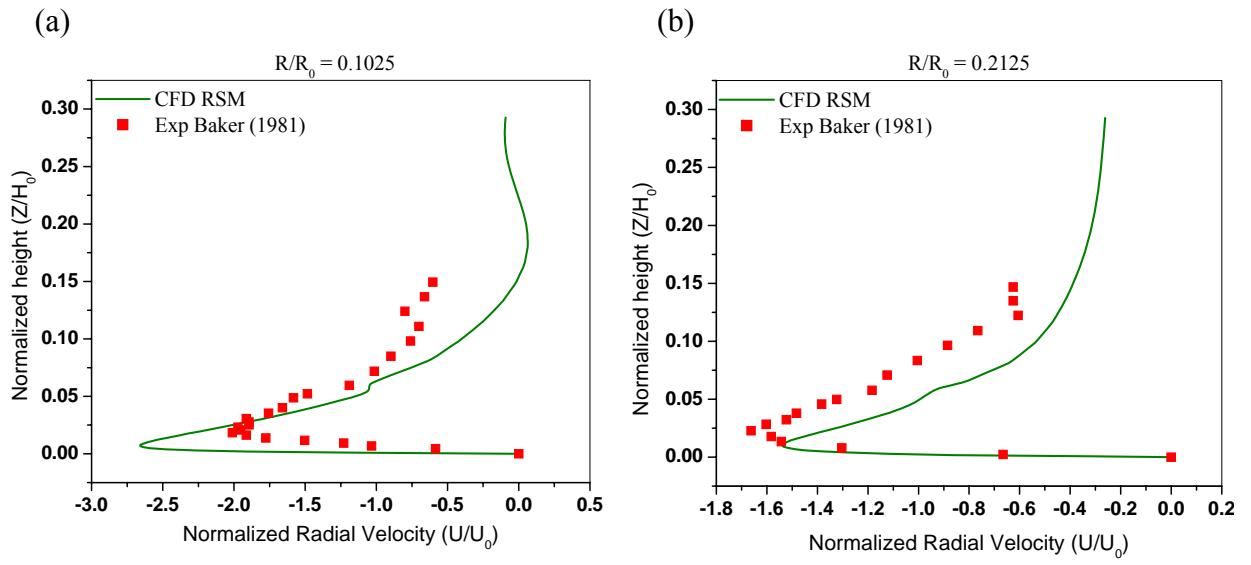 (a)
R/R0 = 0.1025
CFD RSM
Exp Baker (1981)
0.30
0.25
0.20
0.15
0.10
0.05
0.00
Normalized height (Z/H0)
-3.0 -2.5 -2.0 -1.5 -1.0 -0.5 0.0 0.5
Normalized Radial Velocity (U/U0)
(b)
R/R0 = 0.2125
CFD RSM
Exp Baker (1981)
0.30
0.25
0.20
0.15
0.10
0.05
0.00
Normalized height (Z/H0)
-1.8 -1.6 -1.4 -1.2 -1.0 -0.8 -0.6 -0.4 -0.2 0.0 0.2
Normalized Radial Velocity (U/U0)